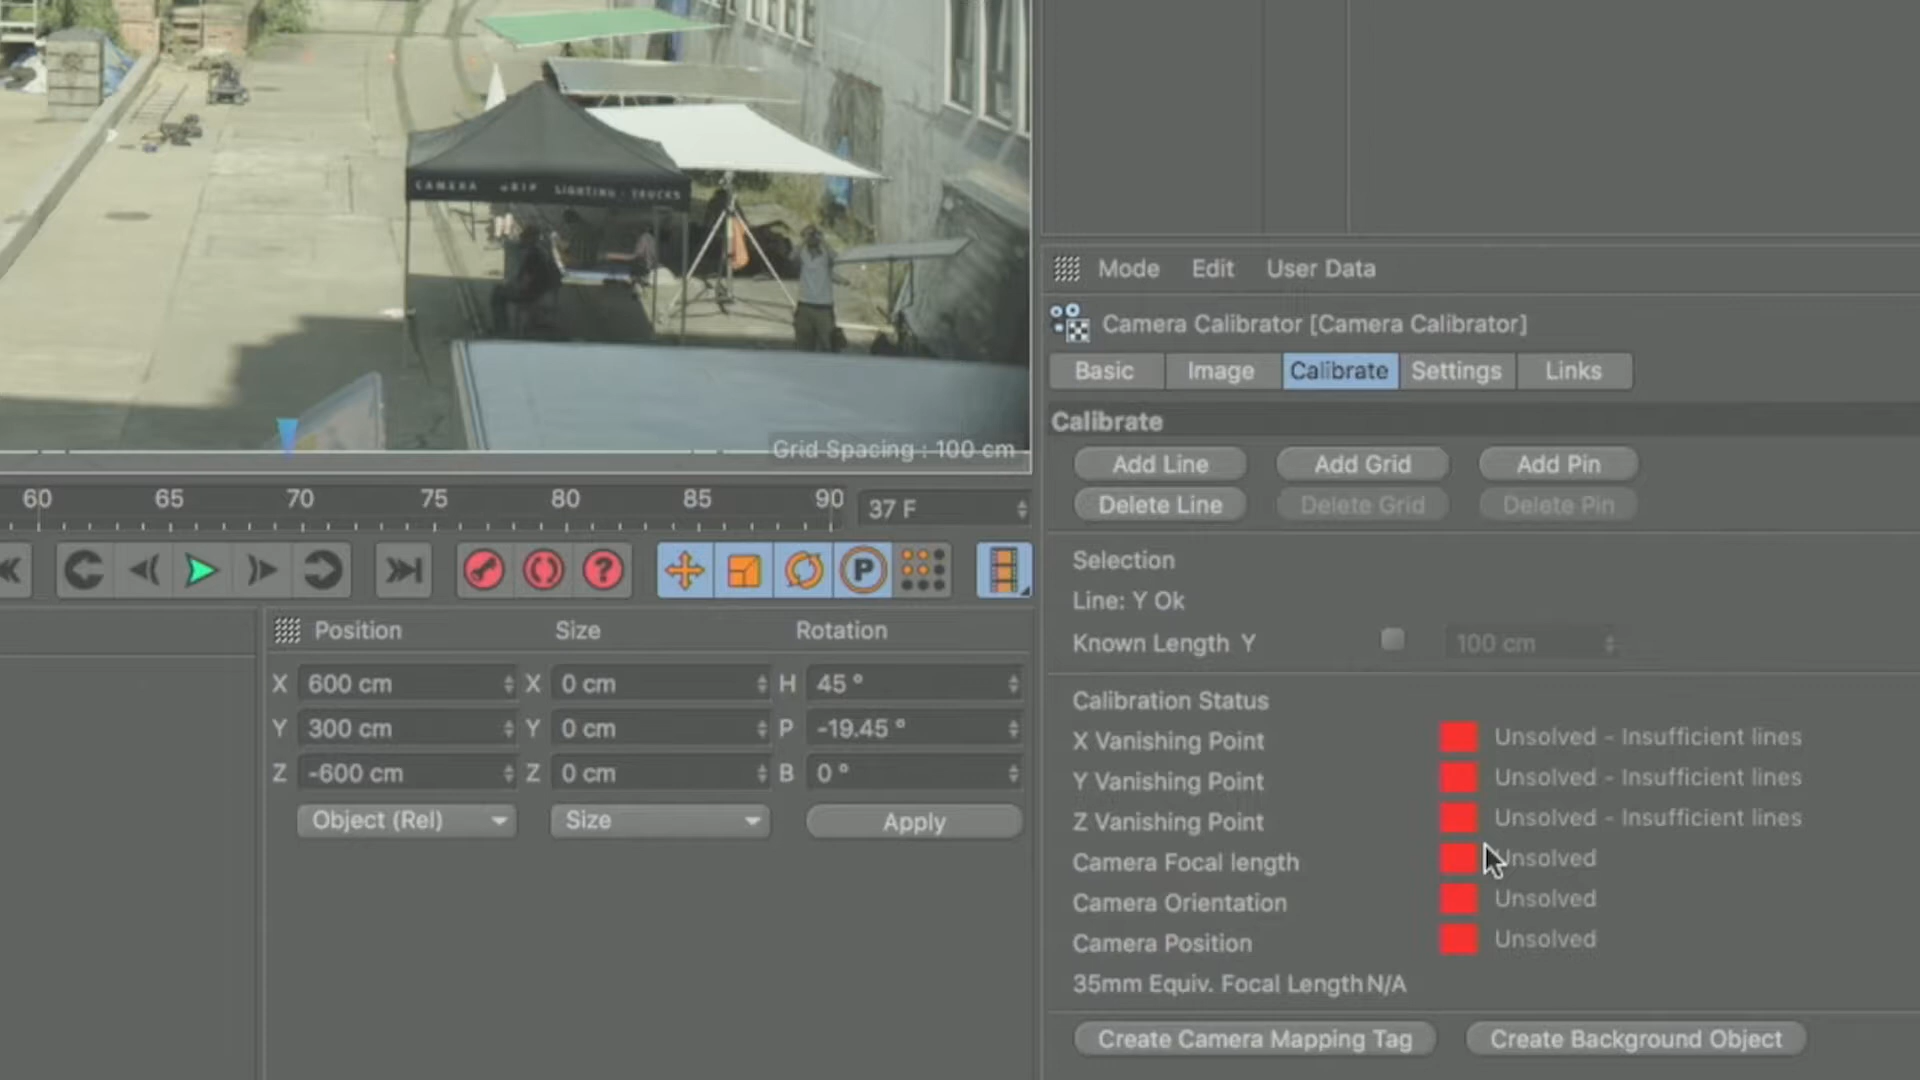 CAMERA GRIP LIGHTING · TRUCKS
Grid Spacing : 100 cm
60 65 70 75 80 85 90
37 F
P
Position Size Rotation
X 600 cm X 0 cm H 45 °
Y 300 cm Y 0 cm P -19.45 °
Z -600 cm Z 0 cm B 0 °
Object (Rel) Size Apply
Mode Edit User Data
Camera Calibrator [Camera Calibrator]
Basic Image Calibrate Settings Links
Calibrate
Add Line Add Grid Add Pin
Delete Line Delete Grid Delete Pin
Selection
Line: Y Ok
Known Length Y 100 cm
Calibration Status
X Vanishing Point Unsolved - Insufficient lines
Y Vanishing Point Unsolved - Insufficient lines
Z Vanishing Point Unsolved - Insufficient lines
Camera Focal length Unsolved
Camera Orientation Unsolved
Camera Position Unsolved
35mm Equiv. Focal Length N/A
Create Camera Mapping Tag Create Background Object